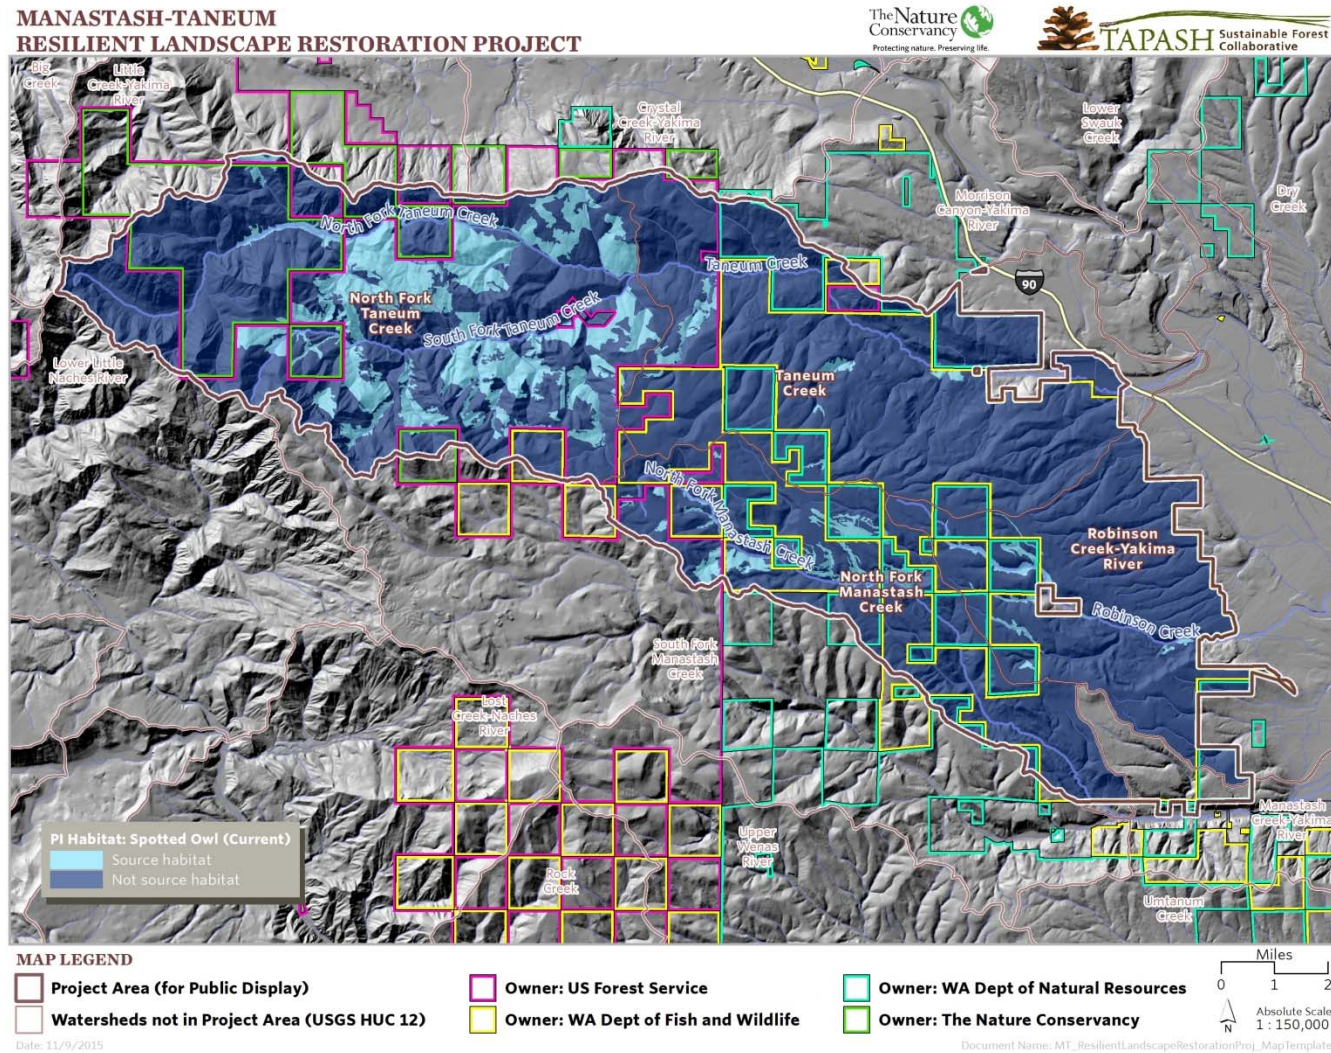 MANASTASH-TANEUM
RESILIENT LANDSCAPE RESTORATION PROJECT
The Nature
Conservancy
Protecting nature. Preserving life.
TAPASH
Sustainable Forest
Collaborative
Big
Creek
Little
Creek-Yakima
River
Crystal
Creek-Yakima
River
Lower
Swauk
Creek
Dry
Creek
Morrison
Canyon-Yakima
River
North Fork Taneum Creek
Taneum Creek
90
North Fork
Taneum
Creek
South Fork Taneum Creek
Lower Little
Naches River
Taneum
Creek
North Fork Manastash Creek
Robinson
Creek-Yakima
River
North Fork
Manastash
Creek
Robinson Creek
South Fork
Manastash
Creek
Lost
Creek-Naches
River
Manastash
Creek-Yakima
River
Upper
Wenas
River
Rock
Creek
Umtanum
Creek
PI Habitat: Spotted Owl (Current)
Source habitat
Not source habitat
MAP LEGEND
Project Area (for Public Display)
Watersheds not in Project Area (USGS HUC 12)
Owner: US Forest Service
Owner: WA Dept of Fish and Wildlife
Owner: WA Dept of Natural Resources
Owner: The Nature Conservancy
Miles
0 1 2
N
Absolute Scale
1 : 150,000
Date: 11/9/2015
Document Name: MT_ResilientLandscapeRestorationProj_MapTemplate